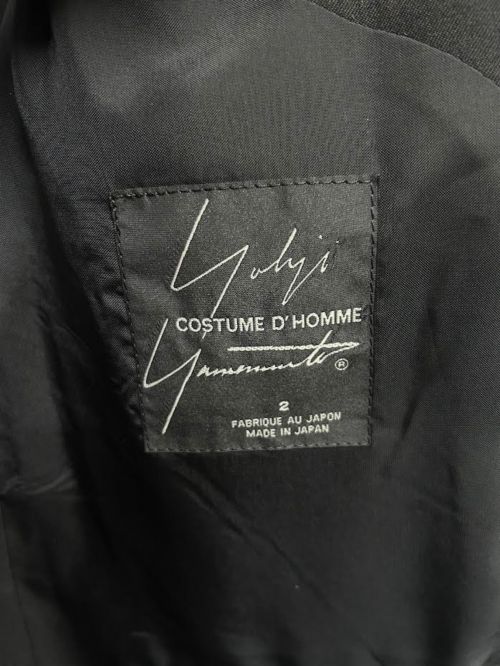 Yohji
COSTUME D'HOMME
Yamamoto ®
2
FABRIQUE AU JAPON
MADE IN JAPAN